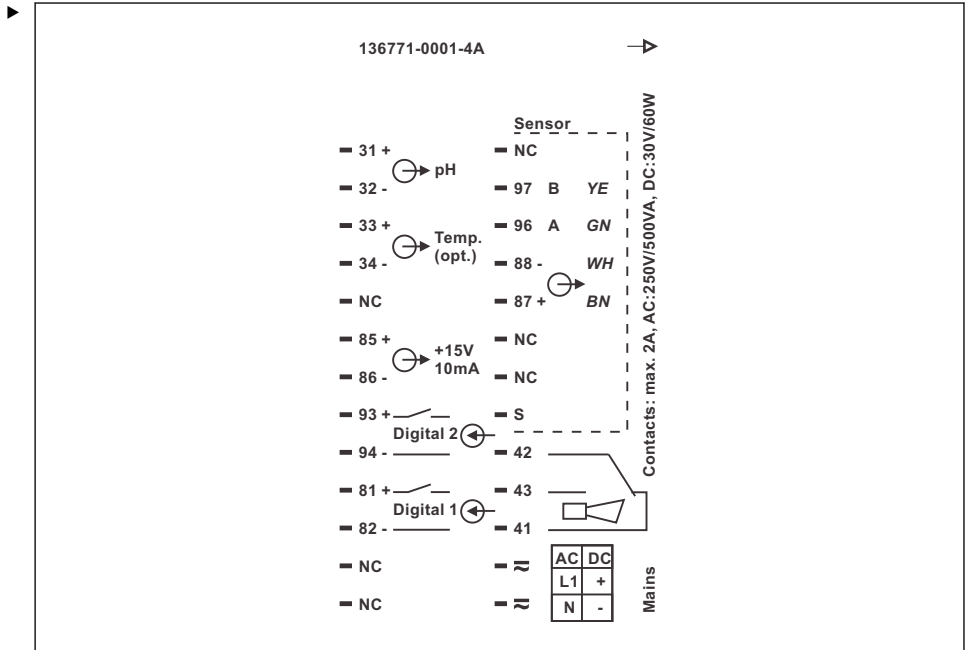 136771-0001-4A
Sensor
31 +
32 -
pH
33 +
34 -
Temp.
(opt.)
NC
85 +
86 -
+15V
10mA
93 +
Digital 2
94 -
81 +
Digital 1
82 -
NC
NC
NC
97 B YE
96 A GN
88 - WH
87 + BN
NC
NC
S
42
43
41
AC DC
L1 +
N -
Contacts: max. 2A, AC:250V/500VA, DC:30V/60W
Mains